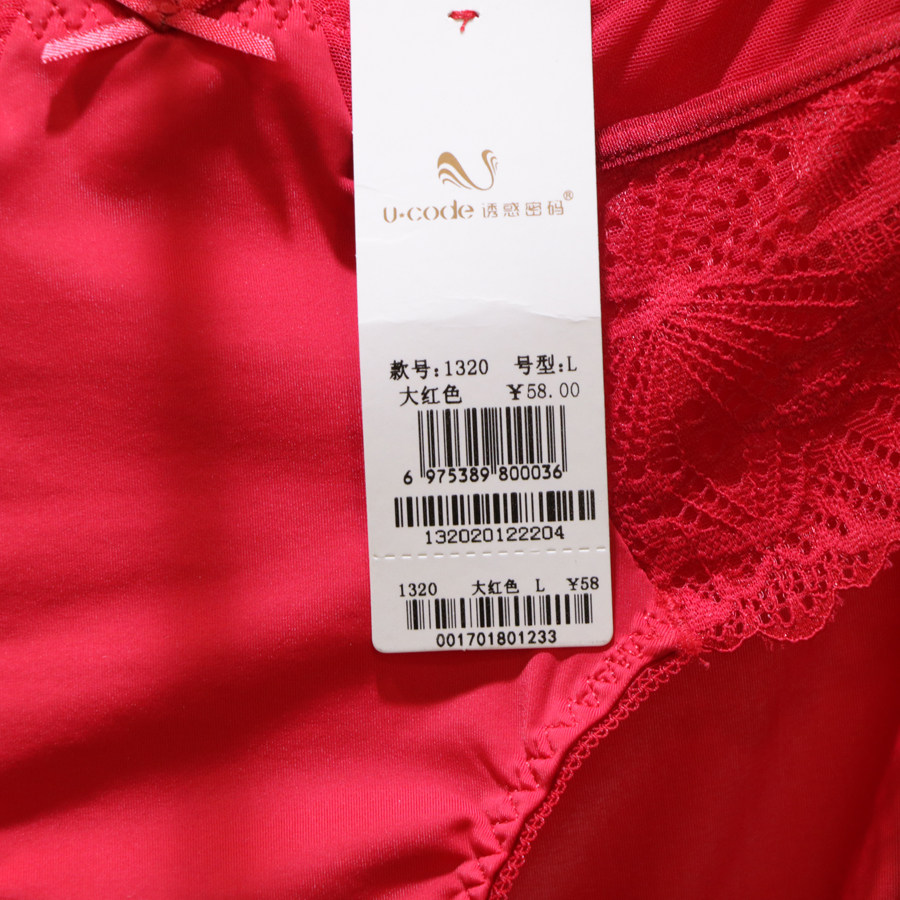 U·code 诱惑密码®
款号:1320 号型:L
大红色 ¥58.00
6 975389 800036
132020122204
1320 大红色 L ¥58
001701801233